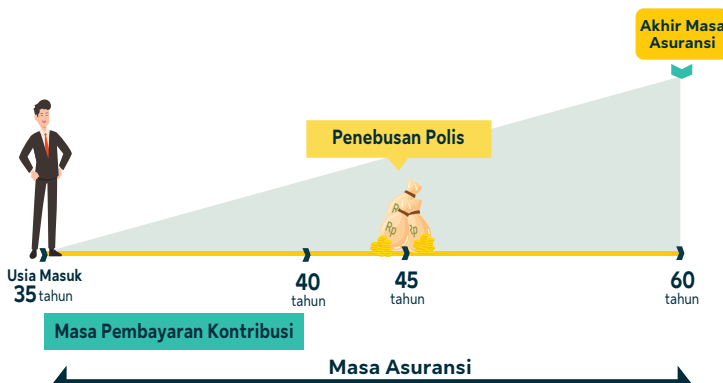 Akhir Masa
Asuransi
Penebusan Polis
Rp
Rp
Rp
Usia Masuk
35 tahun
40
tahun
45
tahun
60
tahun
Masa Pembayaran Kontribusi
Masa Asuransi